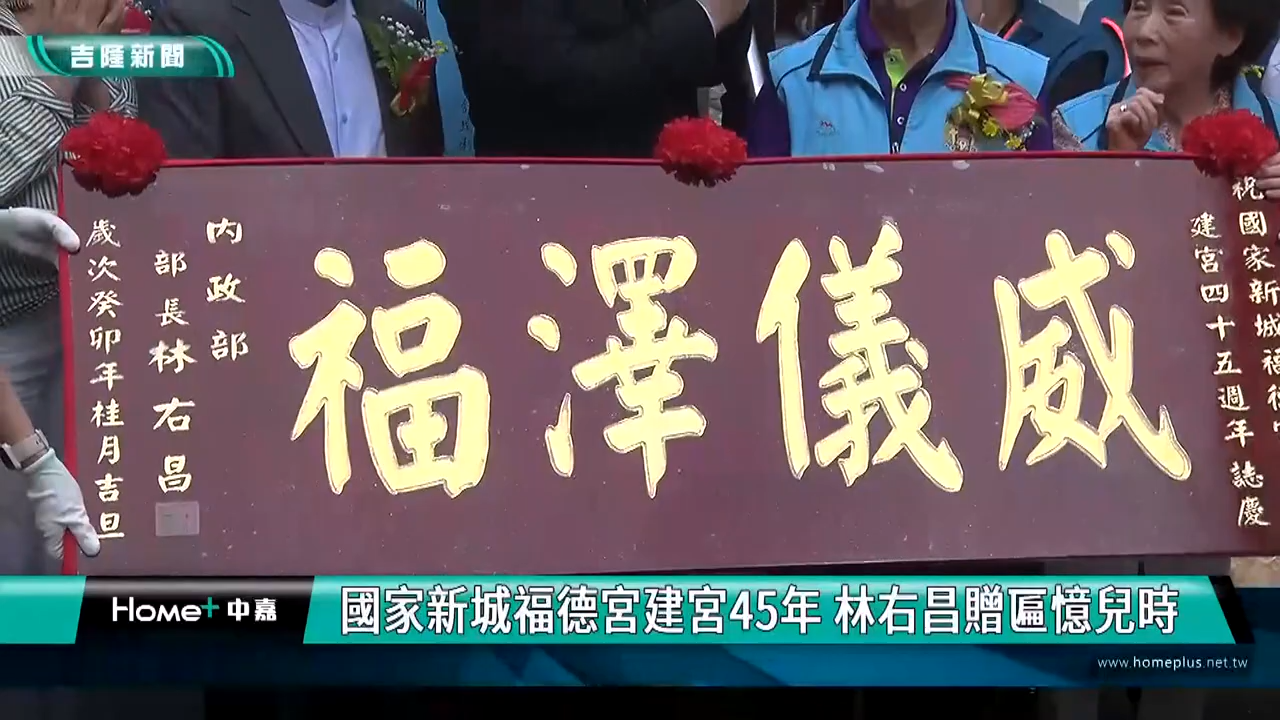 吉隆新聞
祝國家新城福德
建宮四十五週年誌慶
威儀澤福
內政部
部長林右昌
歲次癸卯年桂月吉旦
Home+中嘉
國家新城福德宮建宮45年 林右昌贈匾憶兒時
www.homeplus.net.tw